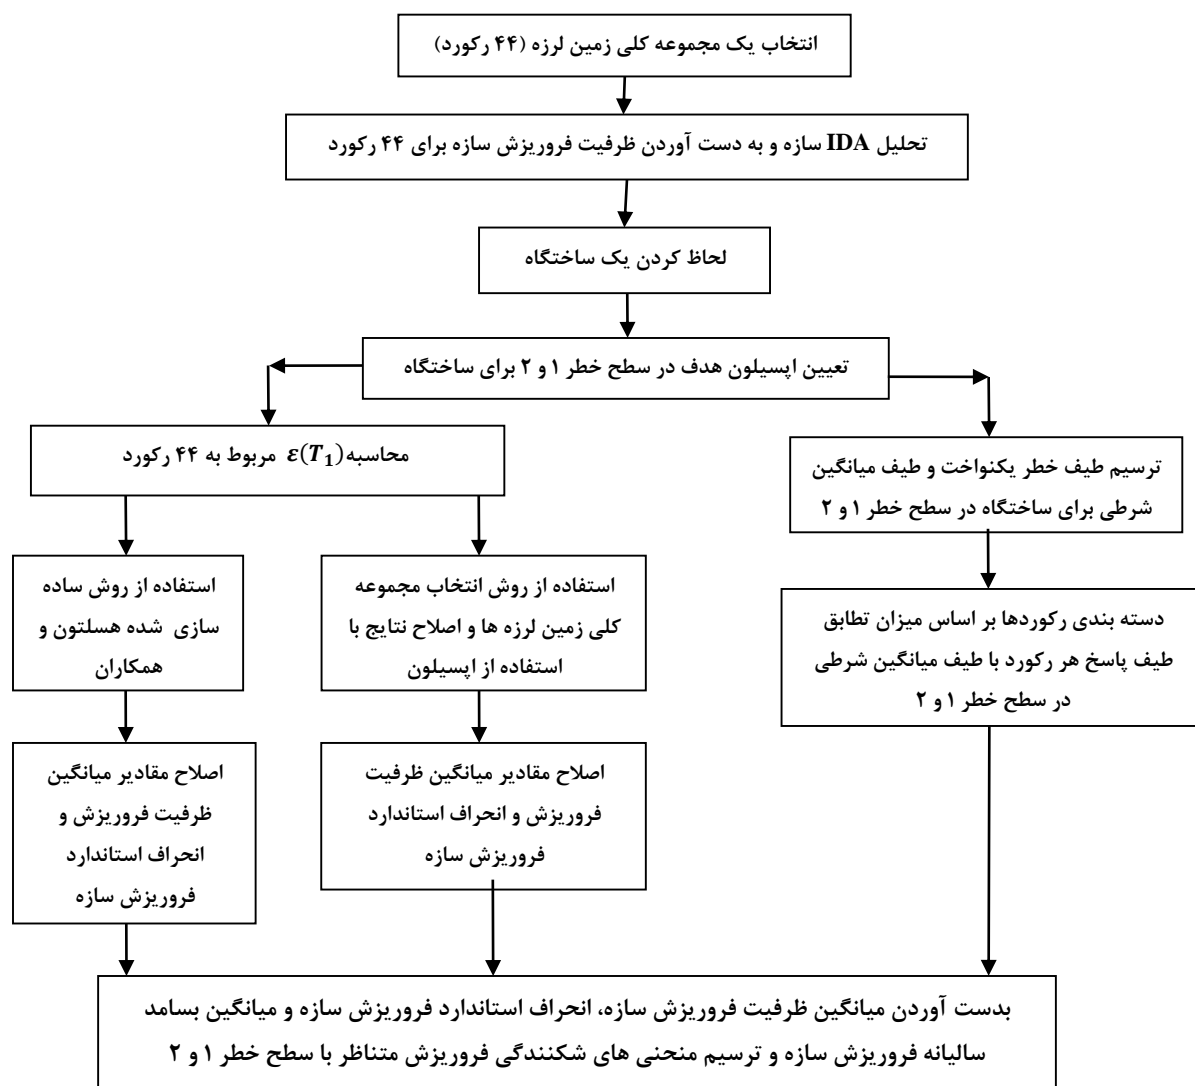 انتخاب یک مجموعه کلی زمین لرزه (۴۴ رکورد)
تحلیل IDA سازه و به دست آوردن ظرفیت فروریزش سازه برای ۴۴ رکورد
لحاظ کردن یک ساختگاه
تعیین اپسیلون هدف در سطح خطر ۱ و ۲ برای ساختگاه
ترسیم طیف خطر یکنواخت و طیف میانگین
شرطی برای ساختگاه در سطح خطر ۱ و ۲
محاسبه ε(T₁) مربوط به ۴۴ رکورد
دسته بندی رکوردها بر اساس میزان تطابق
طیف پاسخ هر رکورد با طیف میانگین شرطی
در سطح خطر ۱ و ۲
استفاده از روش انتخاب مجموعه
کلی زمین لرزه ها و اصلاح نتایج با
استفاده از اپسیلون
استفاده از روش ساده
سازی شده هسلتون و
همکاران
اصلاح مقادیر میانگین ظرفیت
فروریزش و انحراف استاندارد
فروریزش سازه
اصلاح مقادیر میانگین
ظرفیت فروریزش و
انحراف استاندارد
فروریزش سازه
بدست آوردن میانگین ظرفیت فروریزش سازه، انحراف استاندارد فروریزش سازه و میانگین بسامد
سالیانه فروریزش سازه و ترسیم منحنی های شکنندگی فروریزش متناظر با سطح خطر ۱ و ۲